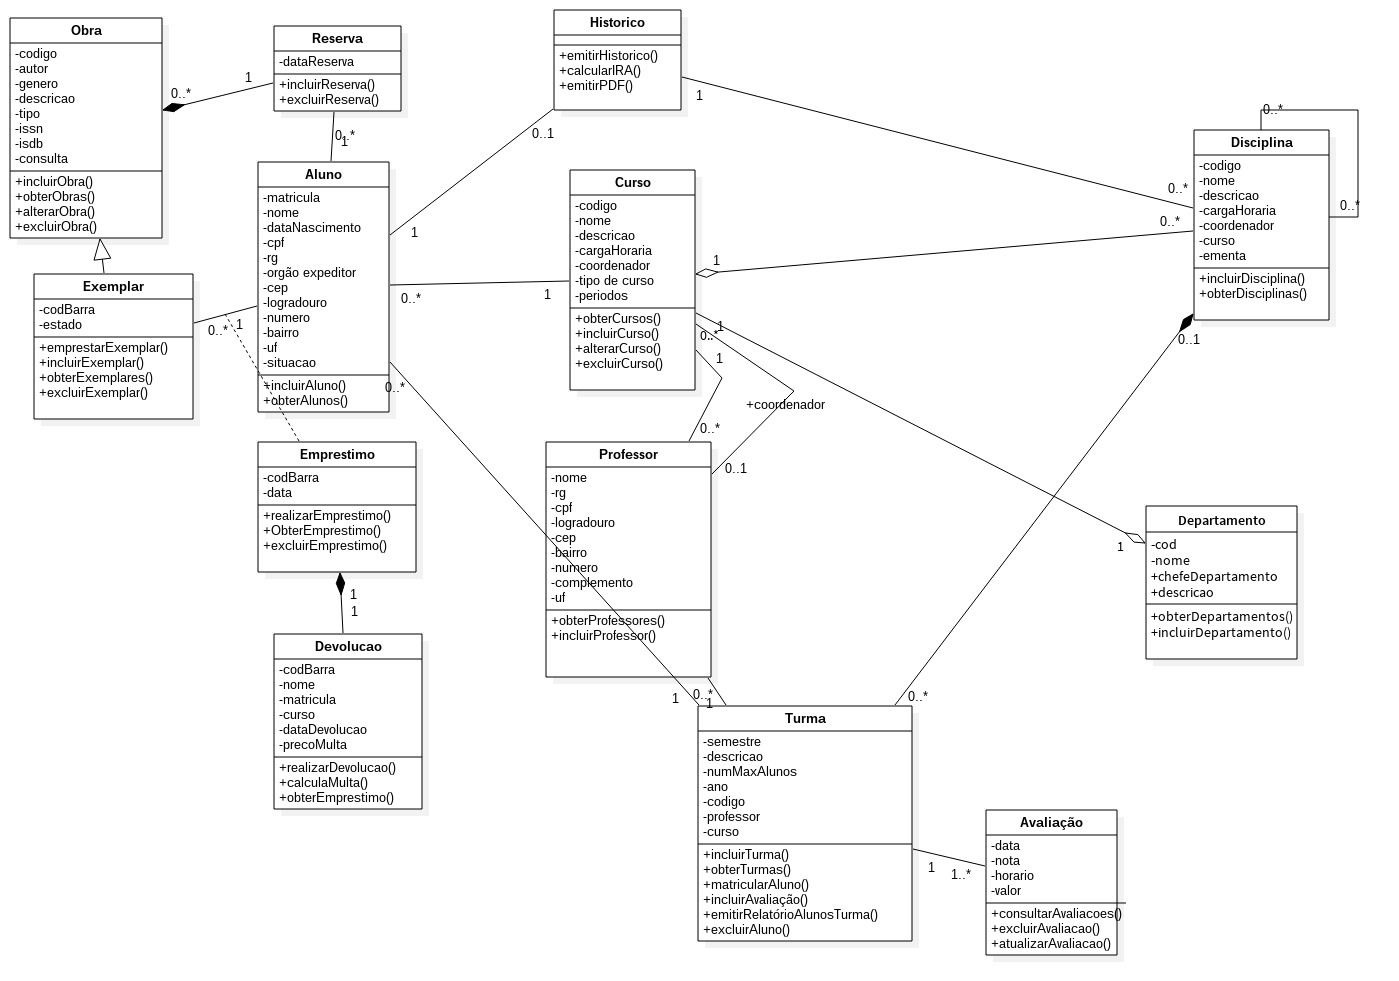 Obra
-codigo
-autor
-genero
-descricao
-tipo
-issn
-isdb
-consulta
+incluirObra()
+obterObras()
+alterarObra()
+excluirObra()
0..*
1
Reserva
-dataReserva
+incluirReserva()
+excluirReserva()
0..*
1
Historico
+emitirHistorico()
+calcularIRA()
+emitirPDF()
0..1
1
1
0..*
Disciplina
-codigo
-nome
-descricao
-cargaHoraria
-coordenador
-curso
-ementa
+incluirDisciplina()
+obterDisciplinas()
0..*
0..*
0..*
1
0..1
Aluno
-matricula
-nome
-dataNascimento
-cpf
-rg
-orgão expeditor
-cep
-logradouro
-numero
-bairro
-uf
-situacao
+incluirAluno()
+obterAlunos()
0..*
1
0..*
Curso
-codigo
-nome
-descricao
-cargaHoraria
-coordenador
-tipo de curso
-periodos
+obterCursos()
+incluirCurso()
+alterarCurso()
+excluirCurso()
0..*
0..*
1
1
+coordenador
0..*
0..1
Exemplar
-codBarra
-estado
+emprestarExemplar()
+incluirExemplar()
+obterExemplares()
+excluirExemplar()
0..*
1
Emprestimo
-codBarra
-data
+realizarEmprestimo()
+ObterEmprestimo()
+excluirEmprestimo()
1
1
Devolucao
-codBarra
-nome
-matricula
-curso
-dataDevolucao
-precoMulta
+realizarDevolucao()
+calculaMulta()
+obterEmprestimo()
Professor
-nome
-rg
-cpf
-logradouro
-cep
-bairro
-numero
-complemento
-uf
+obterProfessores()
+incluirProfessor()
1
0..*
1
Departamento
-cod
-nome
+chefeDepartamento
+descricao
+obterDepartamentos()
+incluirDepartamento()
1
0..*
Turma
-semestre
-descricao
-numMaxAlunos
-ano
-codigo
-professor
-curso
+incluirTurma()
+obterTurmas()
+matricularAluno()
+incluirAvaliação()
+emitirRelatórioAlunosTurma()
+excluirAluno()
1
1..*
Avaliação
-data
-nota
-horario
-valor
+consultarAvaliacoes()
+excluirAvaliacao()
+atualizarAvaliacao()